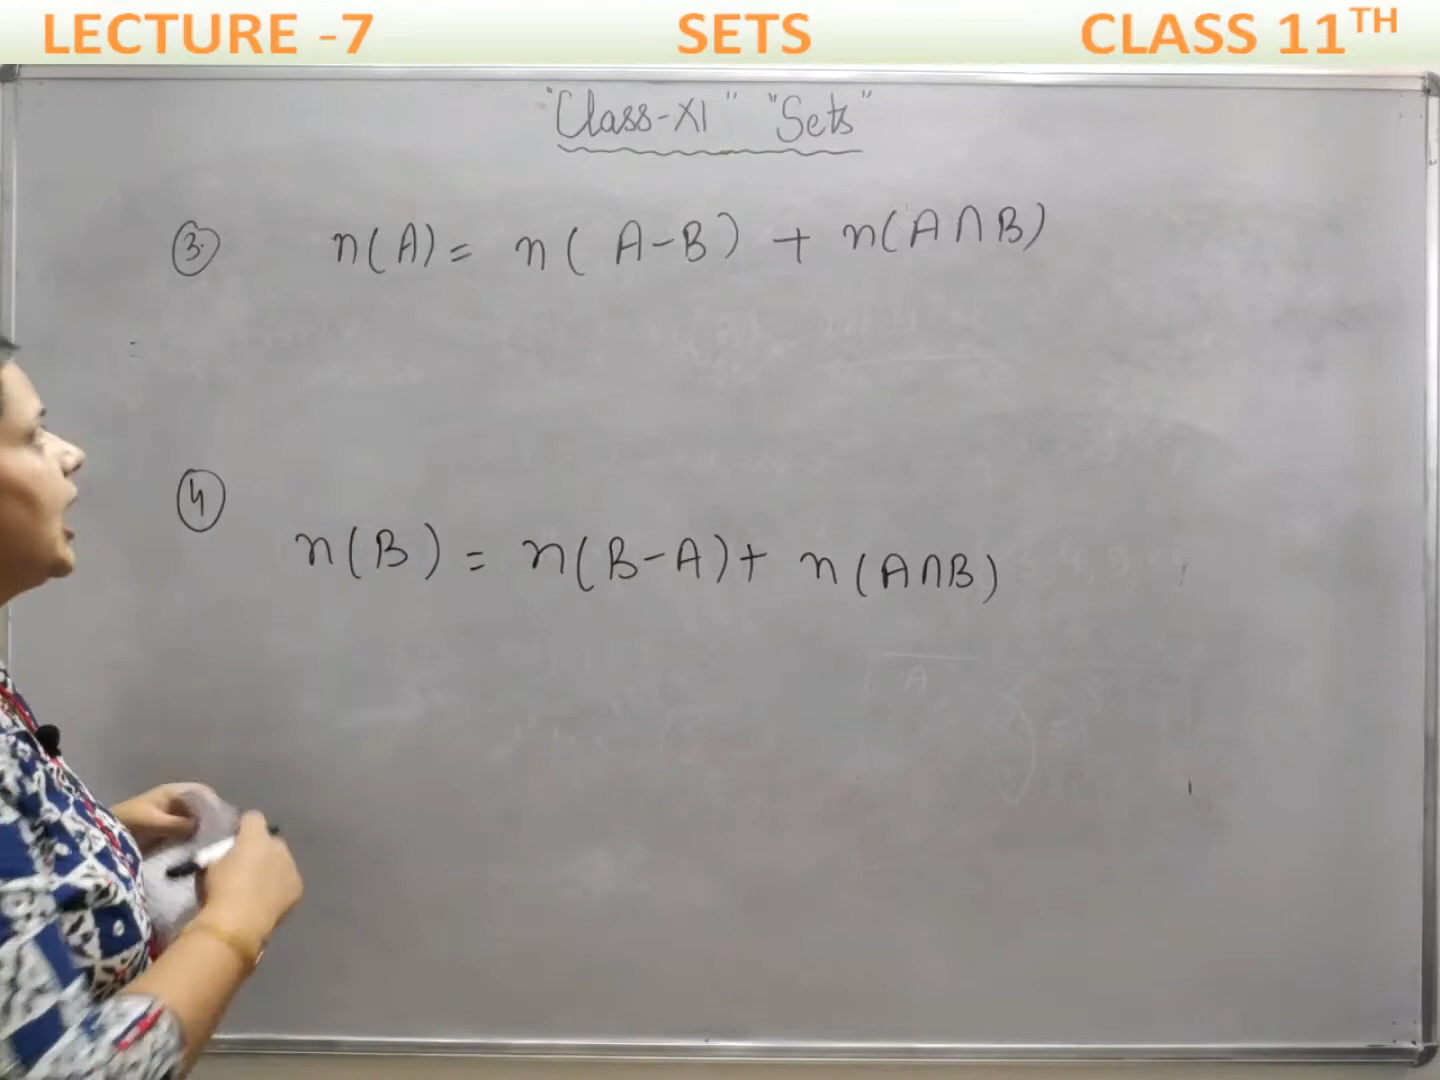 LECTURE -7 SETS CLASS 11TH
"Class-XI" "Sets"
③ n(A) = n( A-B) + n(A∩B)
④
n(B) = n(B-A)+ n(A∩B)